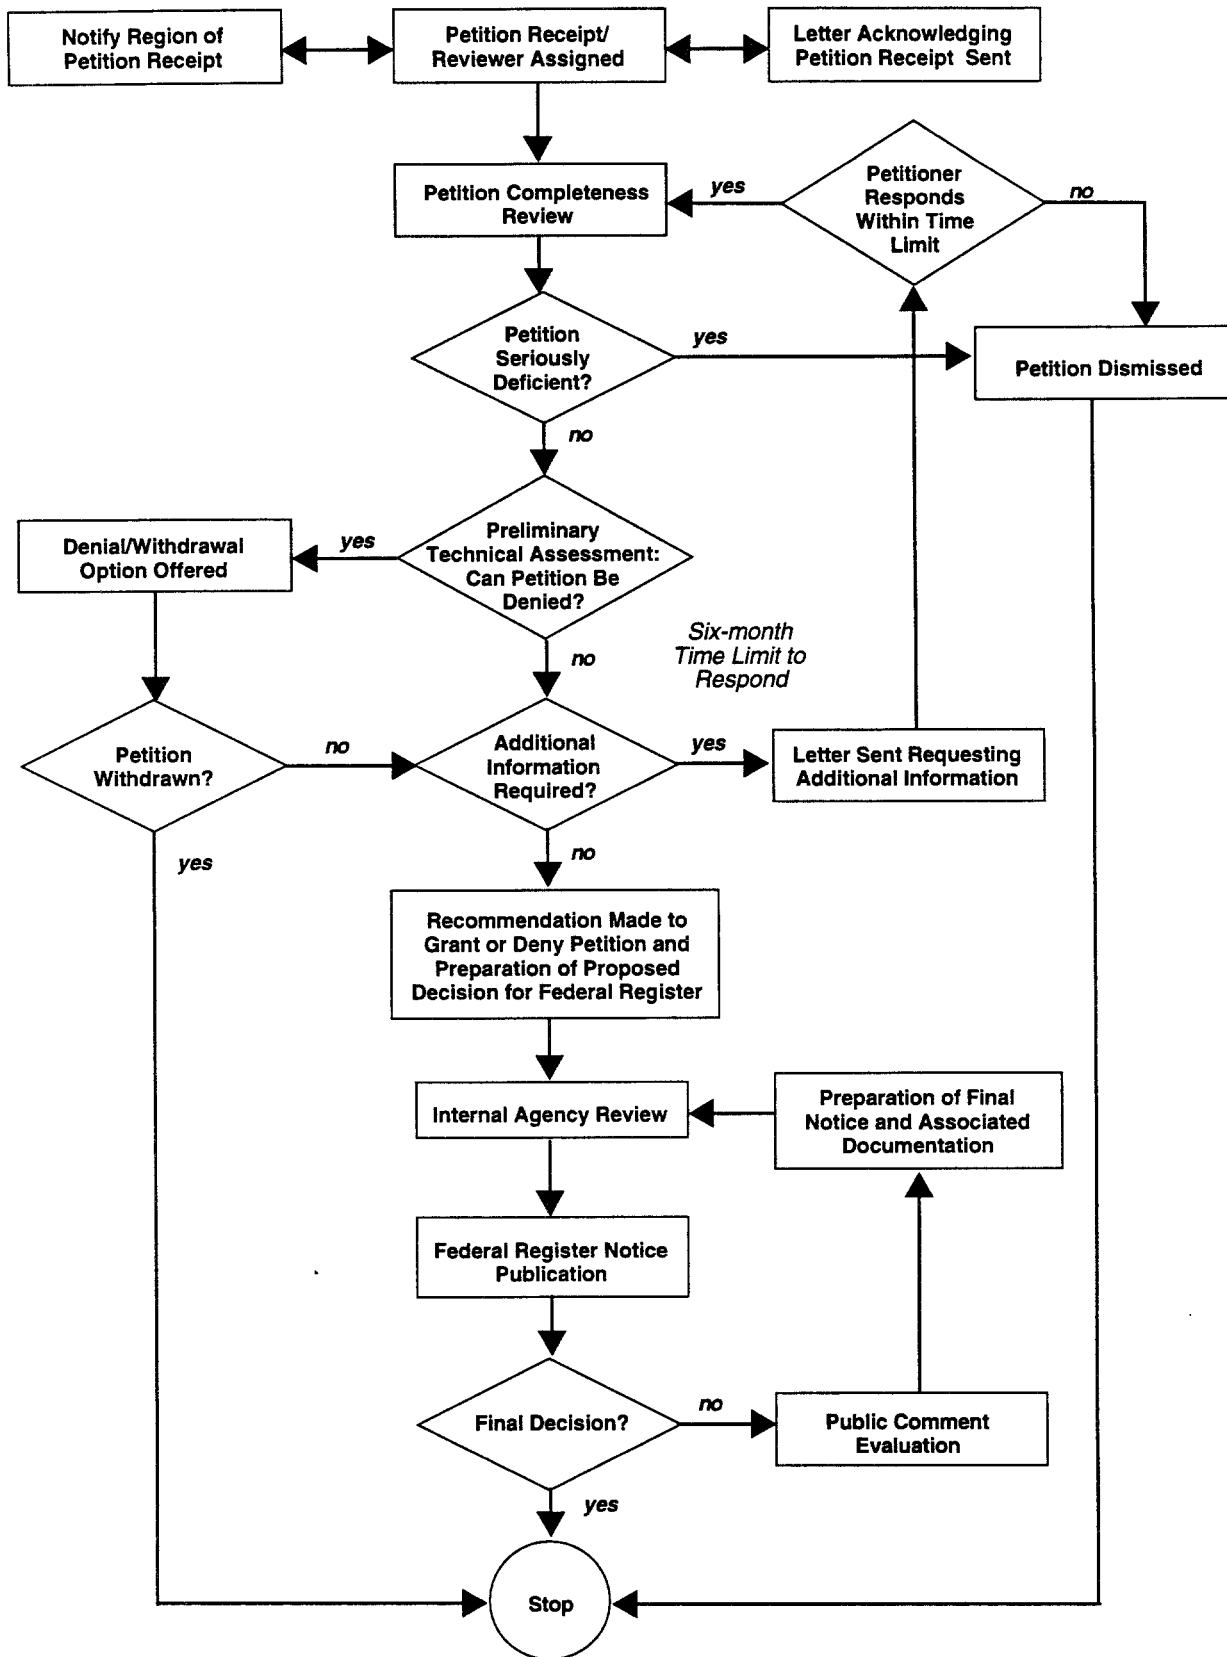 Notify Region of
Petition Receipt
Petition Receipt/
Reviewer Assigned
Letter Acknowledging
Petition Receipt Sent
Petition Completeness
Review
yes
Petitioner
Responds
Within Time
Limit
no
Petition
Seriously
Deficient?
yes
Petition Dismissed
no
Denial/Withdrawal
Option Offered
yes
Preliminary
Technical Assessment:
Can Petition Be
Denied?
Six-month
Time Limit to
Respond
no
Petition
Withdrawn?
no
Additional
Information
Required?
yes
Letter Sent Requesting
Additional Information
yes
no
Recommendation Made to
Grant or Deny Petition and
Preparation of Proposed
Decision for Federal Register
Internal Agency Review
Preparation of Final
Notice and Associated
Documentation
Federal Register Notice
Publication
Final Decision?
no
Public Comment
Evaluation
yes
Stop